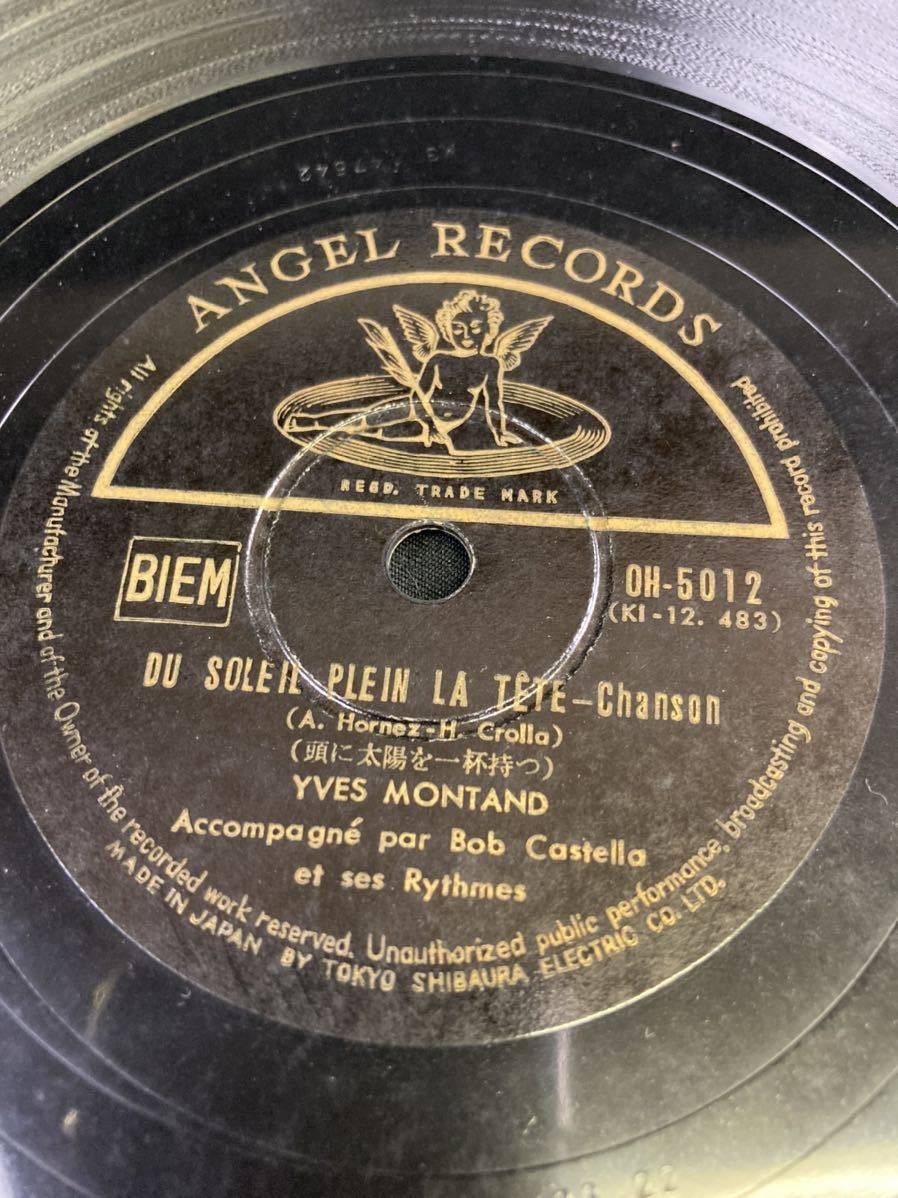 ANGEL RECORDS
REGD. TRADE MARK
BIEM
OH-5012
(KI-12. 483)
DU SOLEIL PLEIN LA TÊTE-Chanson
(A. Hornez-H. Crolla)
(頭に太陽を一杯持つ)
YVES MONTAND
Accompagné par Bob Castella
et ses Rythmes
All rights of the Manufacturer and of the Owner of the recorded work reserved. Unauthorized public performance, broadcasting and copying of this record prohibited
MADE IN JAPAN BY TOKYO SHIBAURA ELECTRIC CO. LTD.